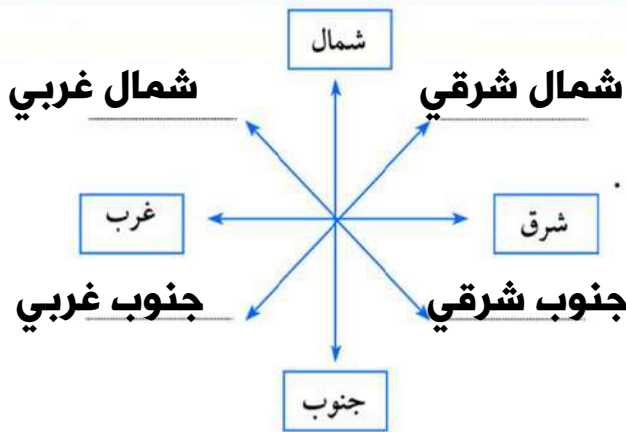 شمال
شمال شرقي
شمال غربي
شرق
غرب
جنوب شرقي
جنوب غربي
جنوب